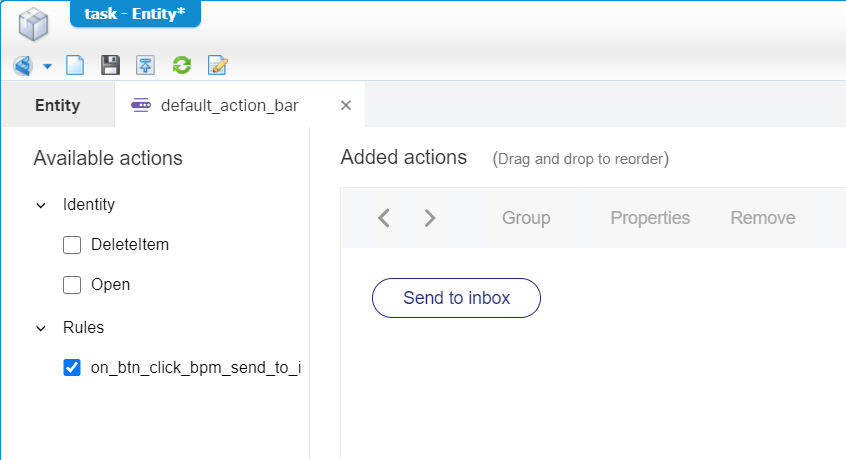 task - Entity*
Entity
default_action_bar
Available actions
Added actions (Drag and drop to reorder)
Identity
Group Properties Remove
DeleteItem
Open
Send to inbox
Rules
on_btn_click_bpm_send_to_i